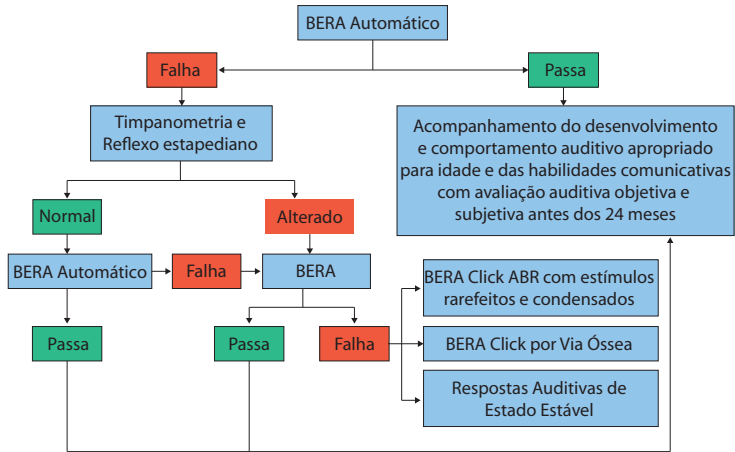 BERA Automático
Falha
Passa
Timpanometria e
Reflexo estapediano
Acompanhamento do desenvolvimento
e comportamento auditivo apropriado
para idade e das habilidades comunicativas
com avaliação auditiva objetiva e
subjetiva antes dos 24 meses
Normal
Alterado
BERA Automático
Falha
BERA
BERA Click ABR com estímulos
rarefeitos e condensados
Passa
Passa
Falha
BERA Click por Via Óssea
Respostas Auditivas de
Estado Estável